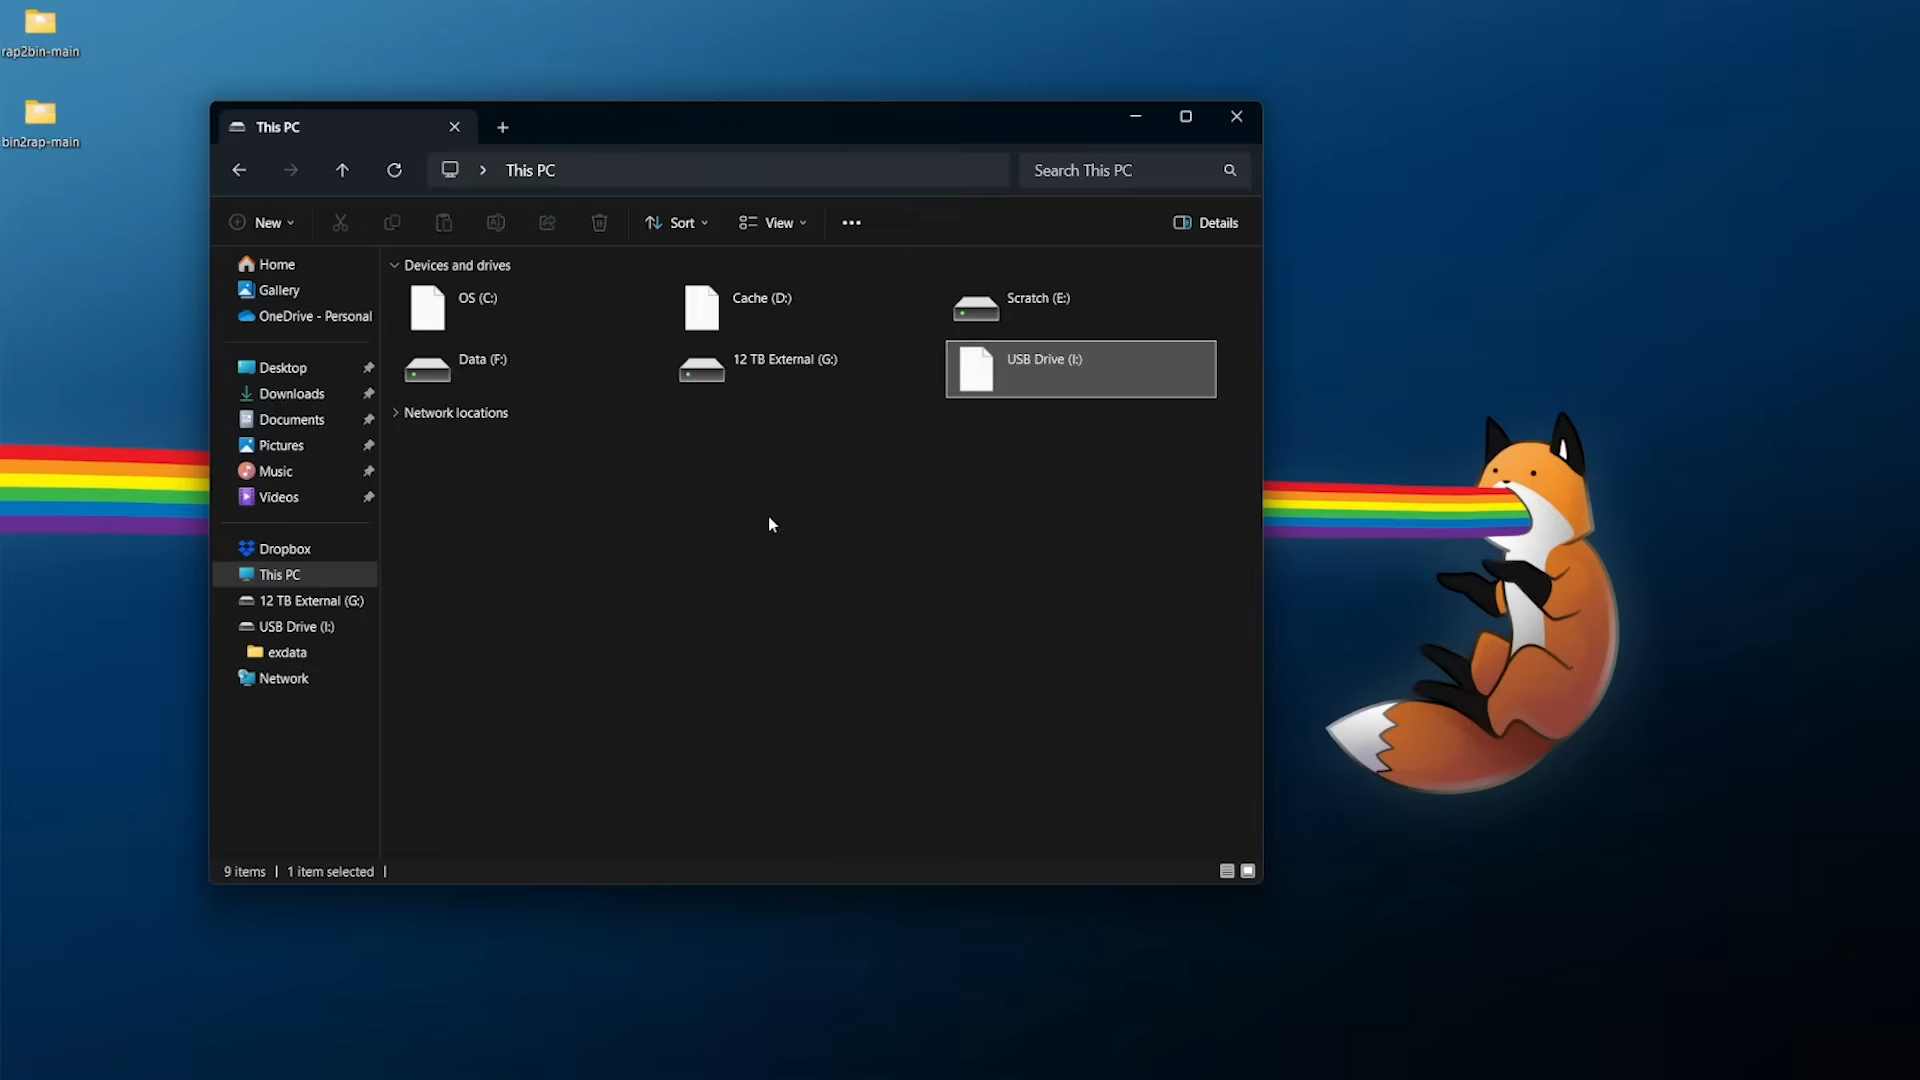 rap2bin-main
bin2rap-main
This PC
This PC
Search This PC
New
Sort
View
Details
Home
Gallery
OneDrive - Personal
Desktop
Downloads
Documents
Pictures
Music
Videos
Dropbox
This PC
12 TB External (G:)
USB Drive (I:)
exdata
Network
Devices and drives
OS (C:)
Cache (D:)
Scratch (E:)
Data (F:)
12 TB External (G:)
USB Drive (I:)
Network locations
9 items | 1 item selected |